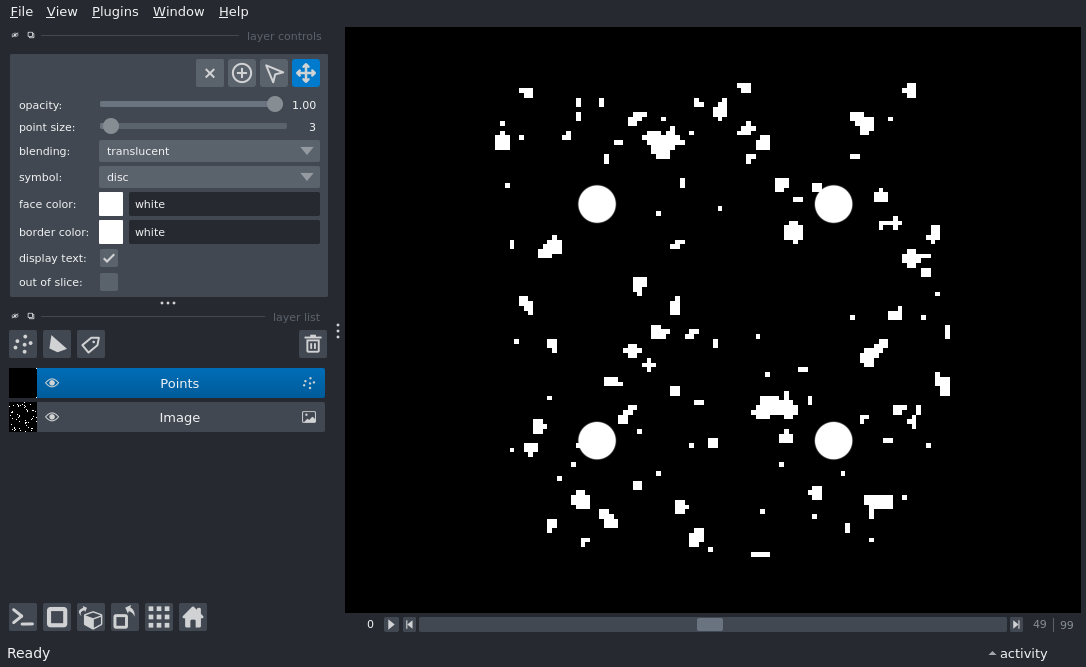 File View Plugins Window Help
layer controls
opacity: 1.00
point size: 3
blending: translucent
symbol: disc
face color: white
border color: white
display text:
out of slice:
layer list
Points
Image
0 49 99
Ready activity